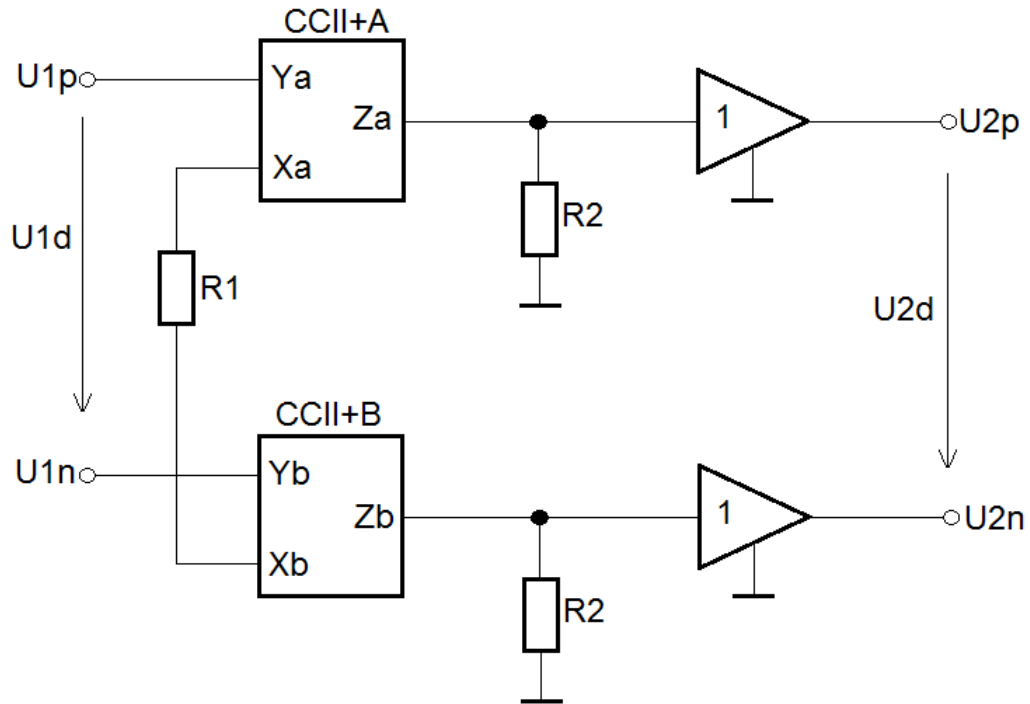 CCII+A
U1p
Ya
Za
Xa
1
U2p
U1d
R1
R2
U2d
CCII+B
U1n
Yb
Zb
Xb
1
U2n
R2